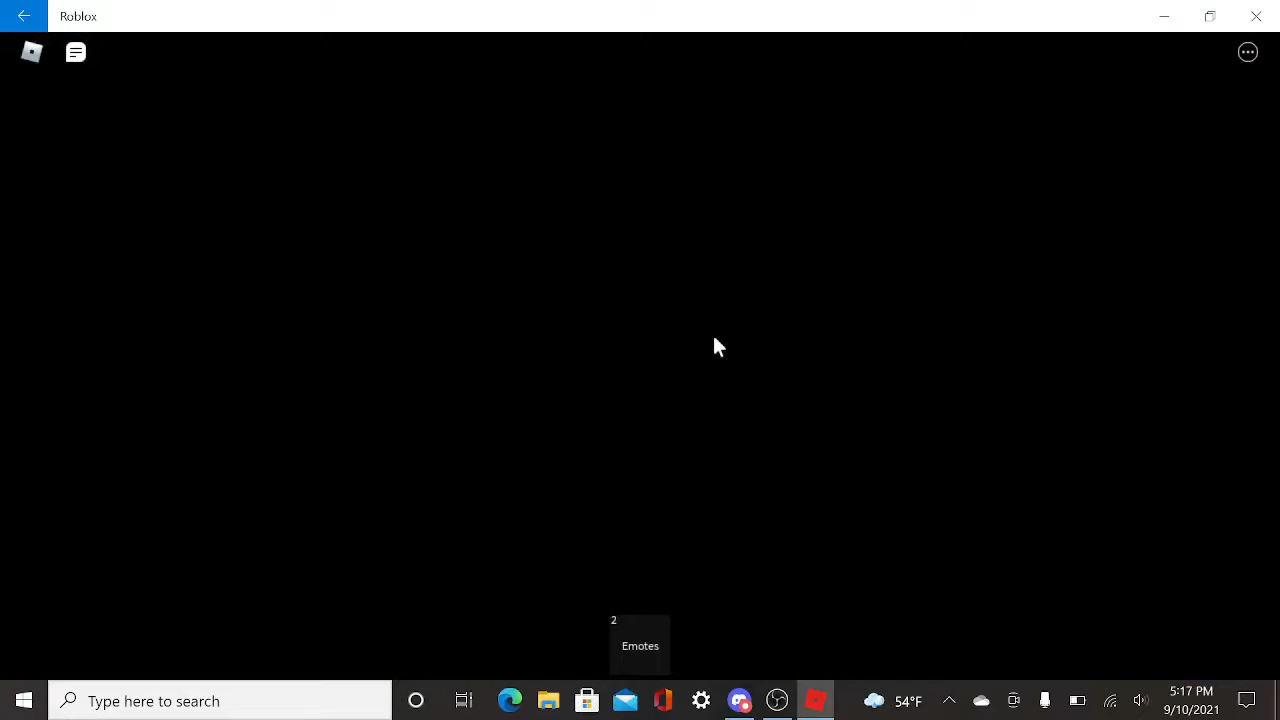 Roblox
2
Emotes
Type here to search
54°F
5:17 PM
9/10/2021